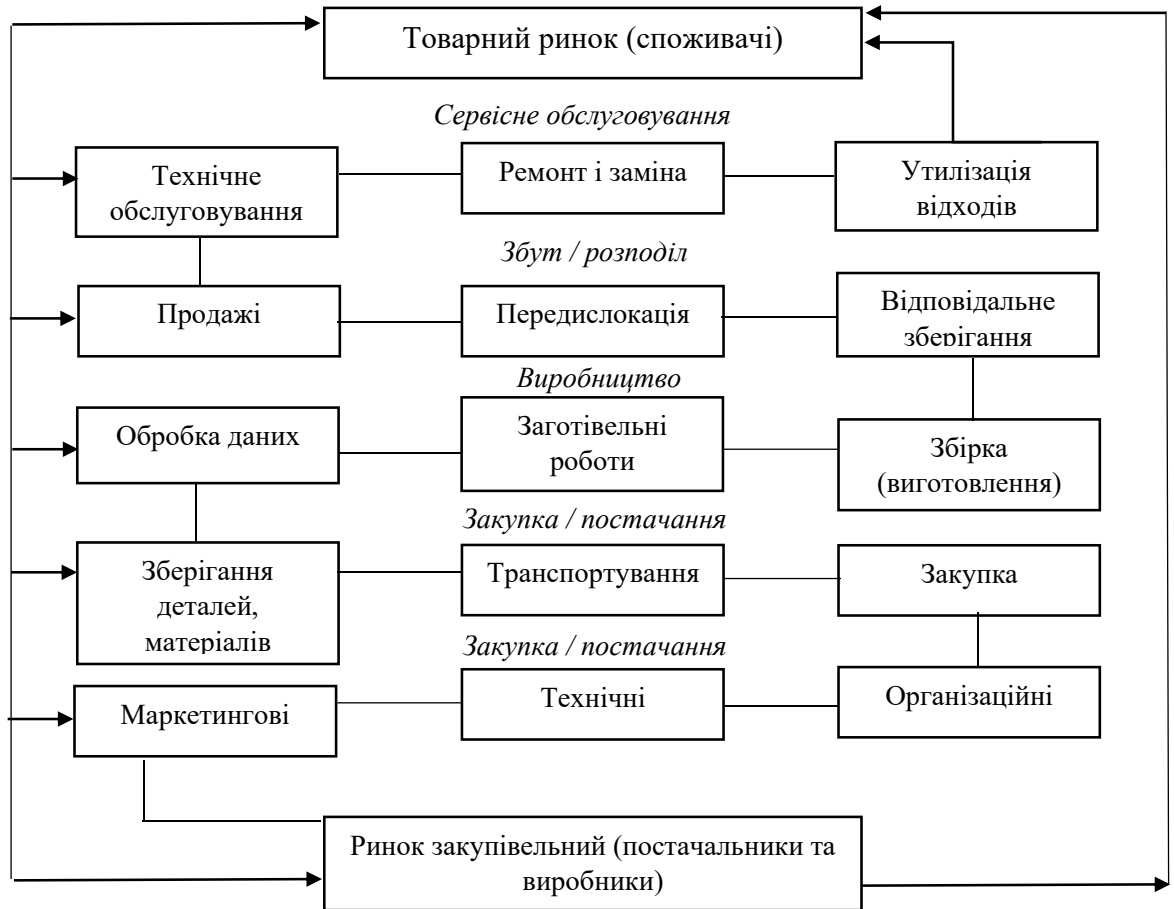 Товарний ринок (споживачі)
Сервісне обслуговування
Технічне
обслуговування
Ремонт і заміна
Утилізація
відходів
Збут / розподіл
Продажі
Передислокація
Відповідальне
зберігання
Виробництво
Обробка даних
Заготівельні
роботи
Збірка
(виготовлення)
Закупка / постачання
Зберігання
деталей,
матеріалів
Транспортування
Закупка
Закупка / постачання
Маркетингові
Технічні
Організаційні
Ринок закупівельний (постачальники та
виробники)